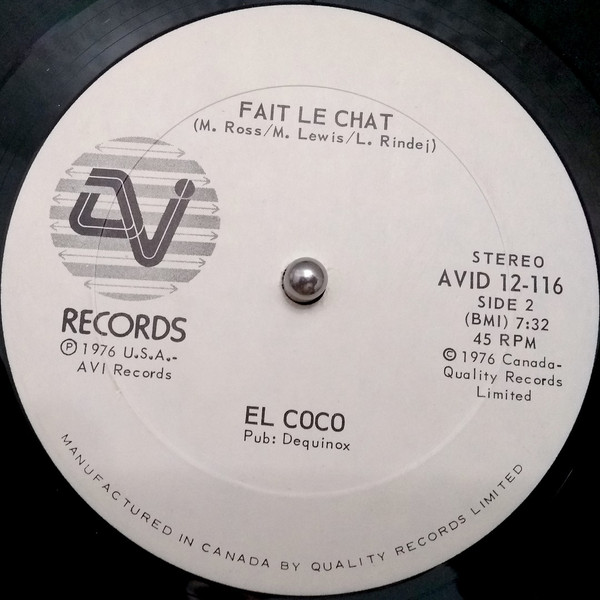 FAIT LE CHAT
(M. Ross/M. Lewis/L. Rindej)
AVI
RECORDS
℗ 1976 U.S.A.-
AVI Records
STEREO
AVID 12-116
SIDE 2
(BMI) 7:32
45 RPM
© 1976 Canada-
Quality Records
Limited
EL COCO
Pub: Dequinox
MANUFACTURED IN CANADA BY QUALITY RECORDS LIMITED